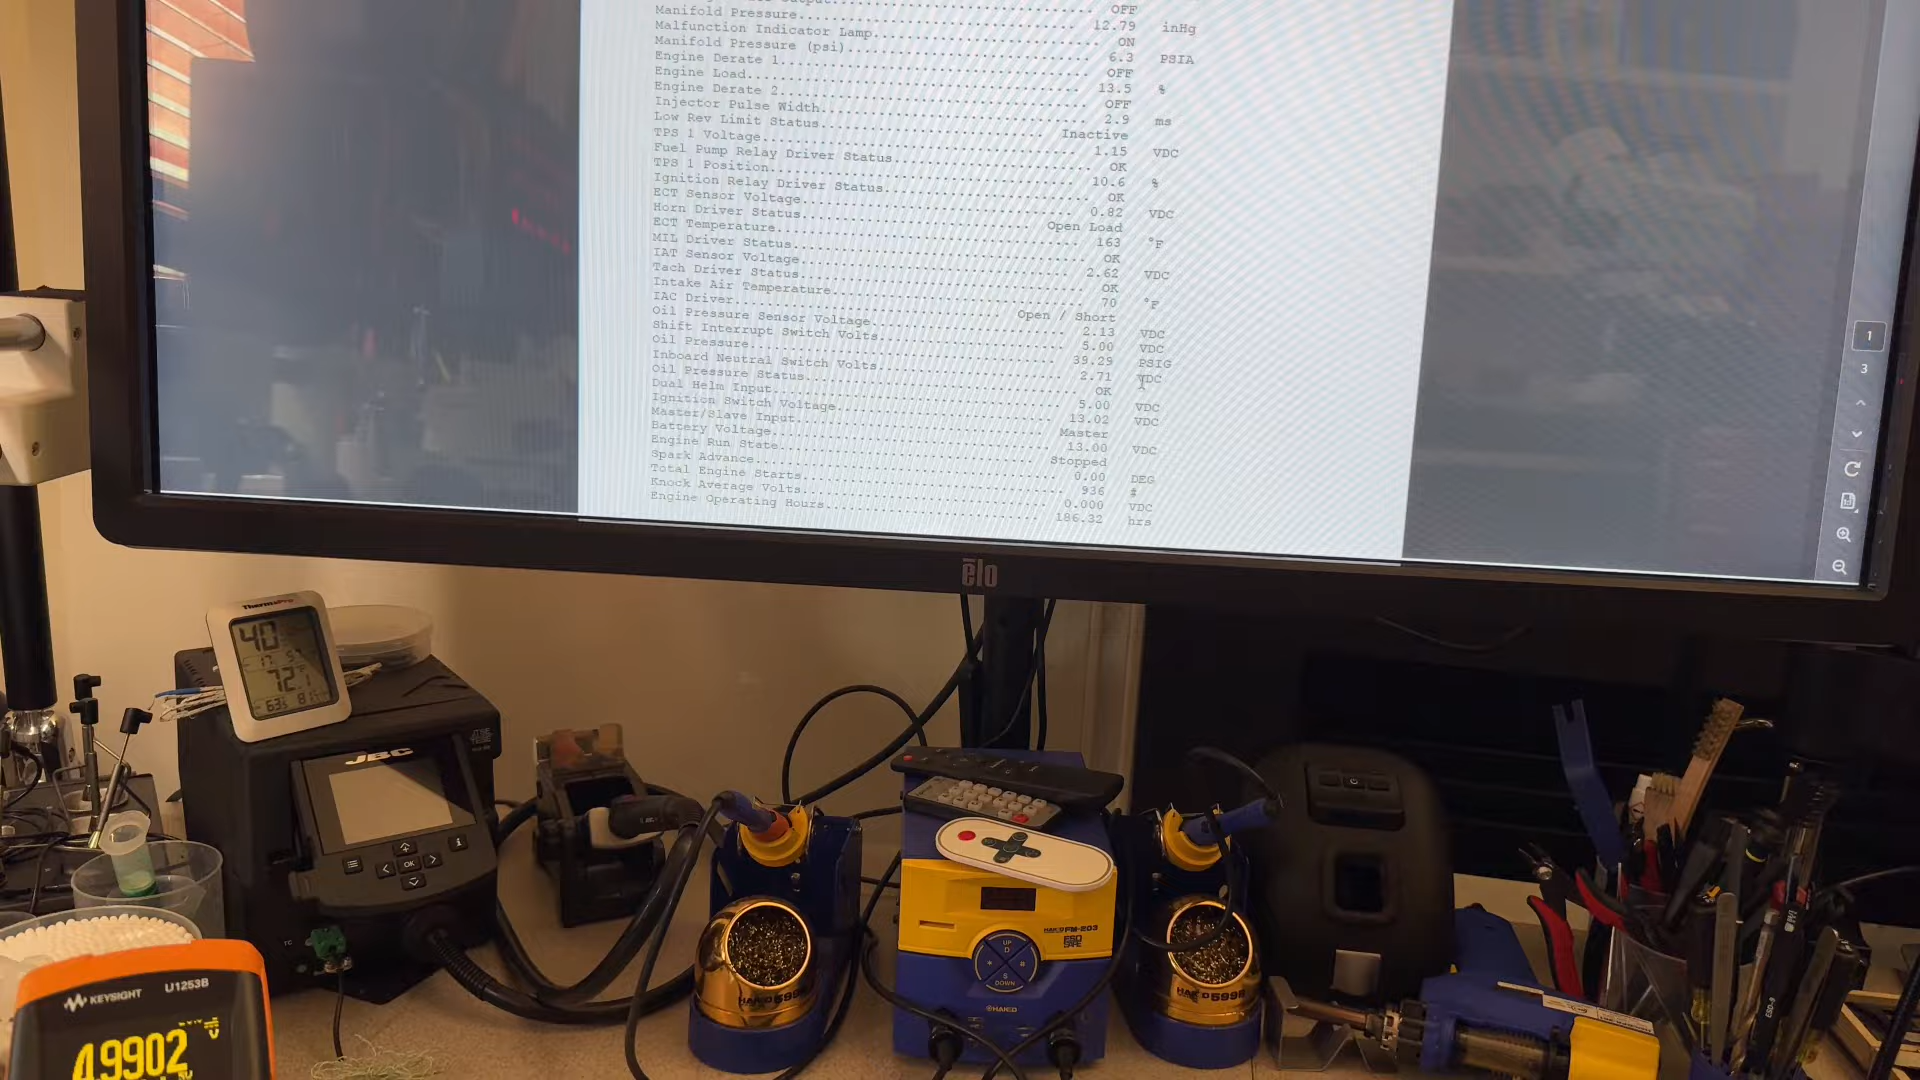 OFF
Manifold Pressure 12.79 inHg
Malfunction Indicator Lamp ON
Manifold Pressure (psi) 6.3 PSIA
Engine Derate 1 OFF
Engine Load 13.5 %
Engine Derate 2 OFF
Injector Pulse Width 2.9 ms
Low Rev Limit Status Inactive
TPS 1 Voltage 1.15 VDC
Fuel Pump Relay Driver Status OK
TPS 1 Position 10.6 %
Ignition Relay Driver Status OK
ECT Sensor Voltage 0.82 VDC
Horn Driver Status Open Load
ECT Temperature 163 °F
MIL Driver Status OK
IAT Sensor Voltage 2.62 VDC
Tach Driver Status OK
Intake Air Temperature 70 °F
IAC Driver Open / Short
Oil Pressure Sensor Voltage 2.13 VDC
Shift Interrupt Switch Volts 5.00 VDC
Oil Pressure 39.29 PSIG
Inboard Neutral Switch Volts 2.71 VDC
Oil Pressure Status OK
Dual Helm Input 5.00 VDC
Ignition Switch Voltage 13.02 VDC
Master/Slave Input Master
Battery Voltage 13.00 VDC
Engine Run State Stopped
Spark Advance 0.00 DEG
Total Engine Starts 936 #
Knock Average Volts 0.000 VDC
Engine Operating Hours 186.32 hrs
1
3
elo
ThermoPro
40
72
JBC
OK
HAKKO FM-203
ESD SAFE
UP
DOWN
HAKKO
HAKKO 599B
HAKKO 599B
KEYSIGHT U1253B
4.9902 V